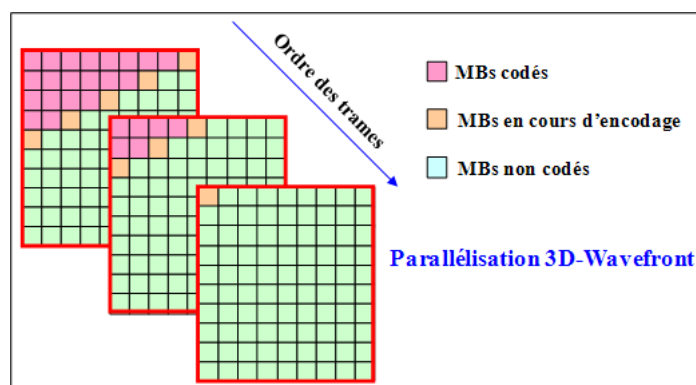 Ordre des trames
MBs codés
MBs en cours d'encodage
MBs non codés
Parallélisation 3D-Wavefront